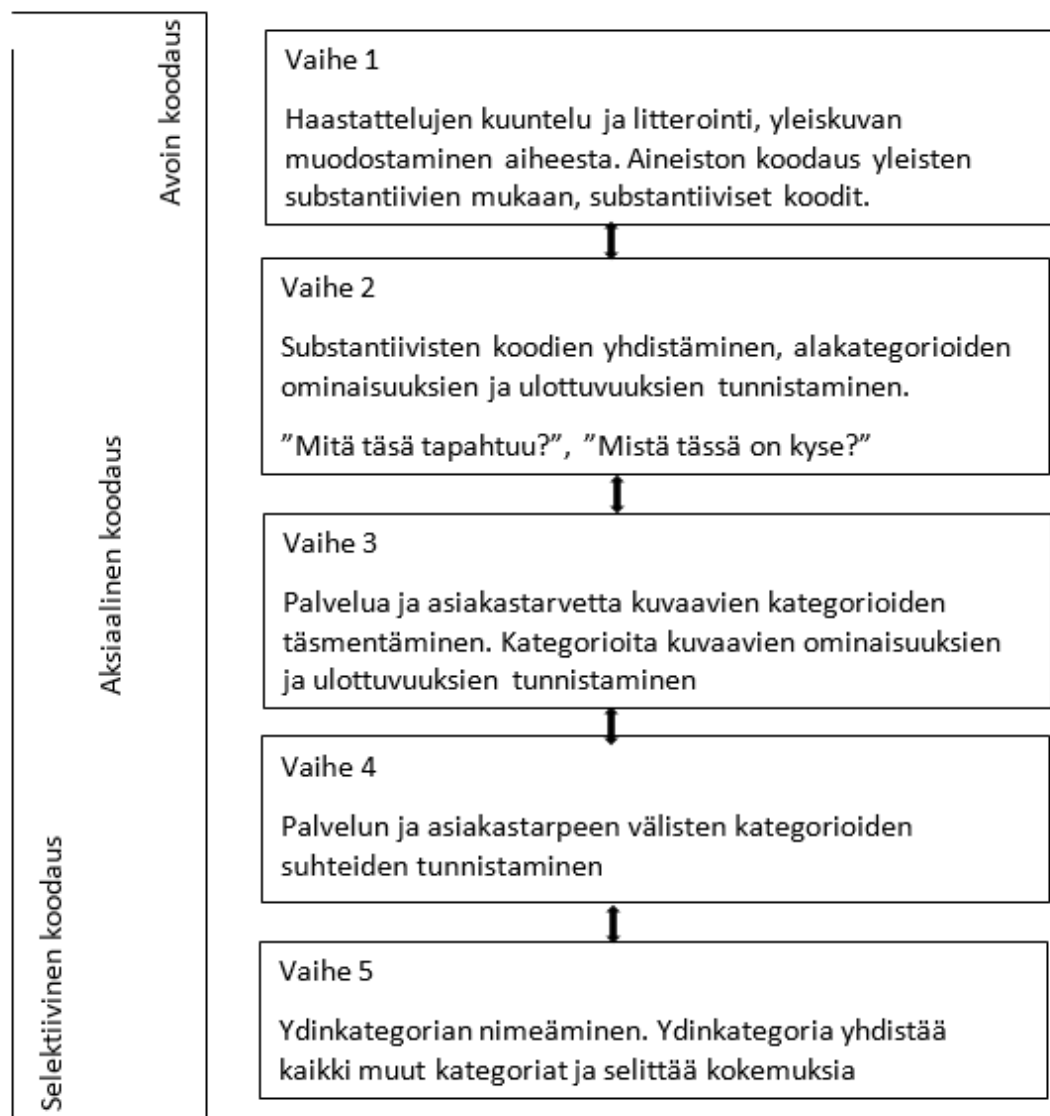 Avoin koodaus
Aksiaalinen koodaus
Selektiivinen koodaus
Vaihe 1
Haastattelujen kuuntelu ja litterointi, yleiskuvan
muodostaminen aiheesta. Aineiston koodaus yleisten
substantiivien mukaan, substantiiviset koodit.
Vaihe 2
Substantiivisten koodien yhdistäminen, alakategorioiden
ominaisuuksien ja ulottuvuuksien tunnistaminen.
”Mitä täsä tapahtuu?”, ”Mistä tässä on kyse?”
Vaihe 3
Palvelua ja asiakastarvetta kuvaavien kategorioiden
täsmentäminen. Kategorioita kuvaavien ominaisuuksien
ja ulottuvuuksien tunnistaminen
Vaihe 4
Palvelun ja asiakastarpeen välisten kategorioiden
suhteiden tunnistaminen
Vaihe 5
Ydinkategorian nimeäminen. Ydinkategoria yhdistää
kaikki muut kategoriat ja selittää kokemuksia